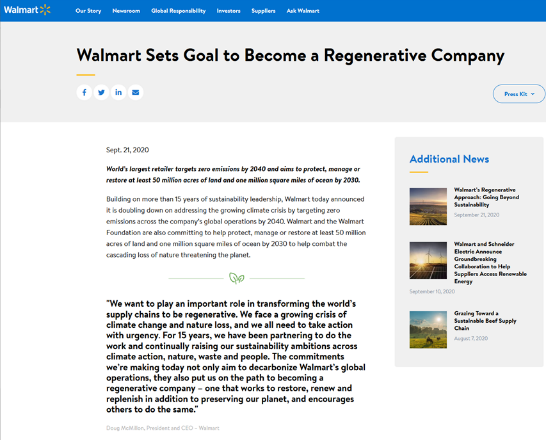 Walmart
Our Story Newsroom Global Responsibility Investors Suppliers Ask Walmart
Walmart Sets Goal to Become a Regenerative Company
Press Kit
Sept. 21, 2020
World's largest retailer targets zero emissions by 2040 and aims to protect, manage or
restore at least 50 million acres of land and one million square miles of ocean by 2030.
Building on more than 15 years of sustainability leadership, Walmart today announced
it is doubling down on addressing the growing climate crisis by targeting zero
emissions across the company's global operations by 2040. Walmart and the Walmart
Foundation are also committing to help protect, manage or restore at least 50 million
acres of land and one million square miles of ocean by 2030 to help combat the
cascading loss of nature threatening the planet.
"We want to play an important role in transforming the world's
supply chains to be regenerative. We face a growing crisis of
climate change and nature loss, and we all need to take action
with urgency. For 15 years, we have been partnering to do the
work and continually raising our sustainability ambitions across
climate action, nature, waste and people. The commitments
we're making today not only aim to decarbonize Walmart's global
operations, they also put us on the path to becoming a
regenerative company – one that works to restore, renew and
replenish in addition to preserving our planet, and encourages
others to do the same."
Doug McMillon, President and CEO – Walmart
Additional News
Walmart's Regenerative
Approach: Going Beyond
Sustainability
September 21, 2020
Walmart and Schneider
Electric Announce
Groundbreaking
Collaboration to Help
Suppliers Access Renewable
Energy
September 10, 2020
Grazing Toward a
Sustainable Beef Supply
Chain
August 7, 2020